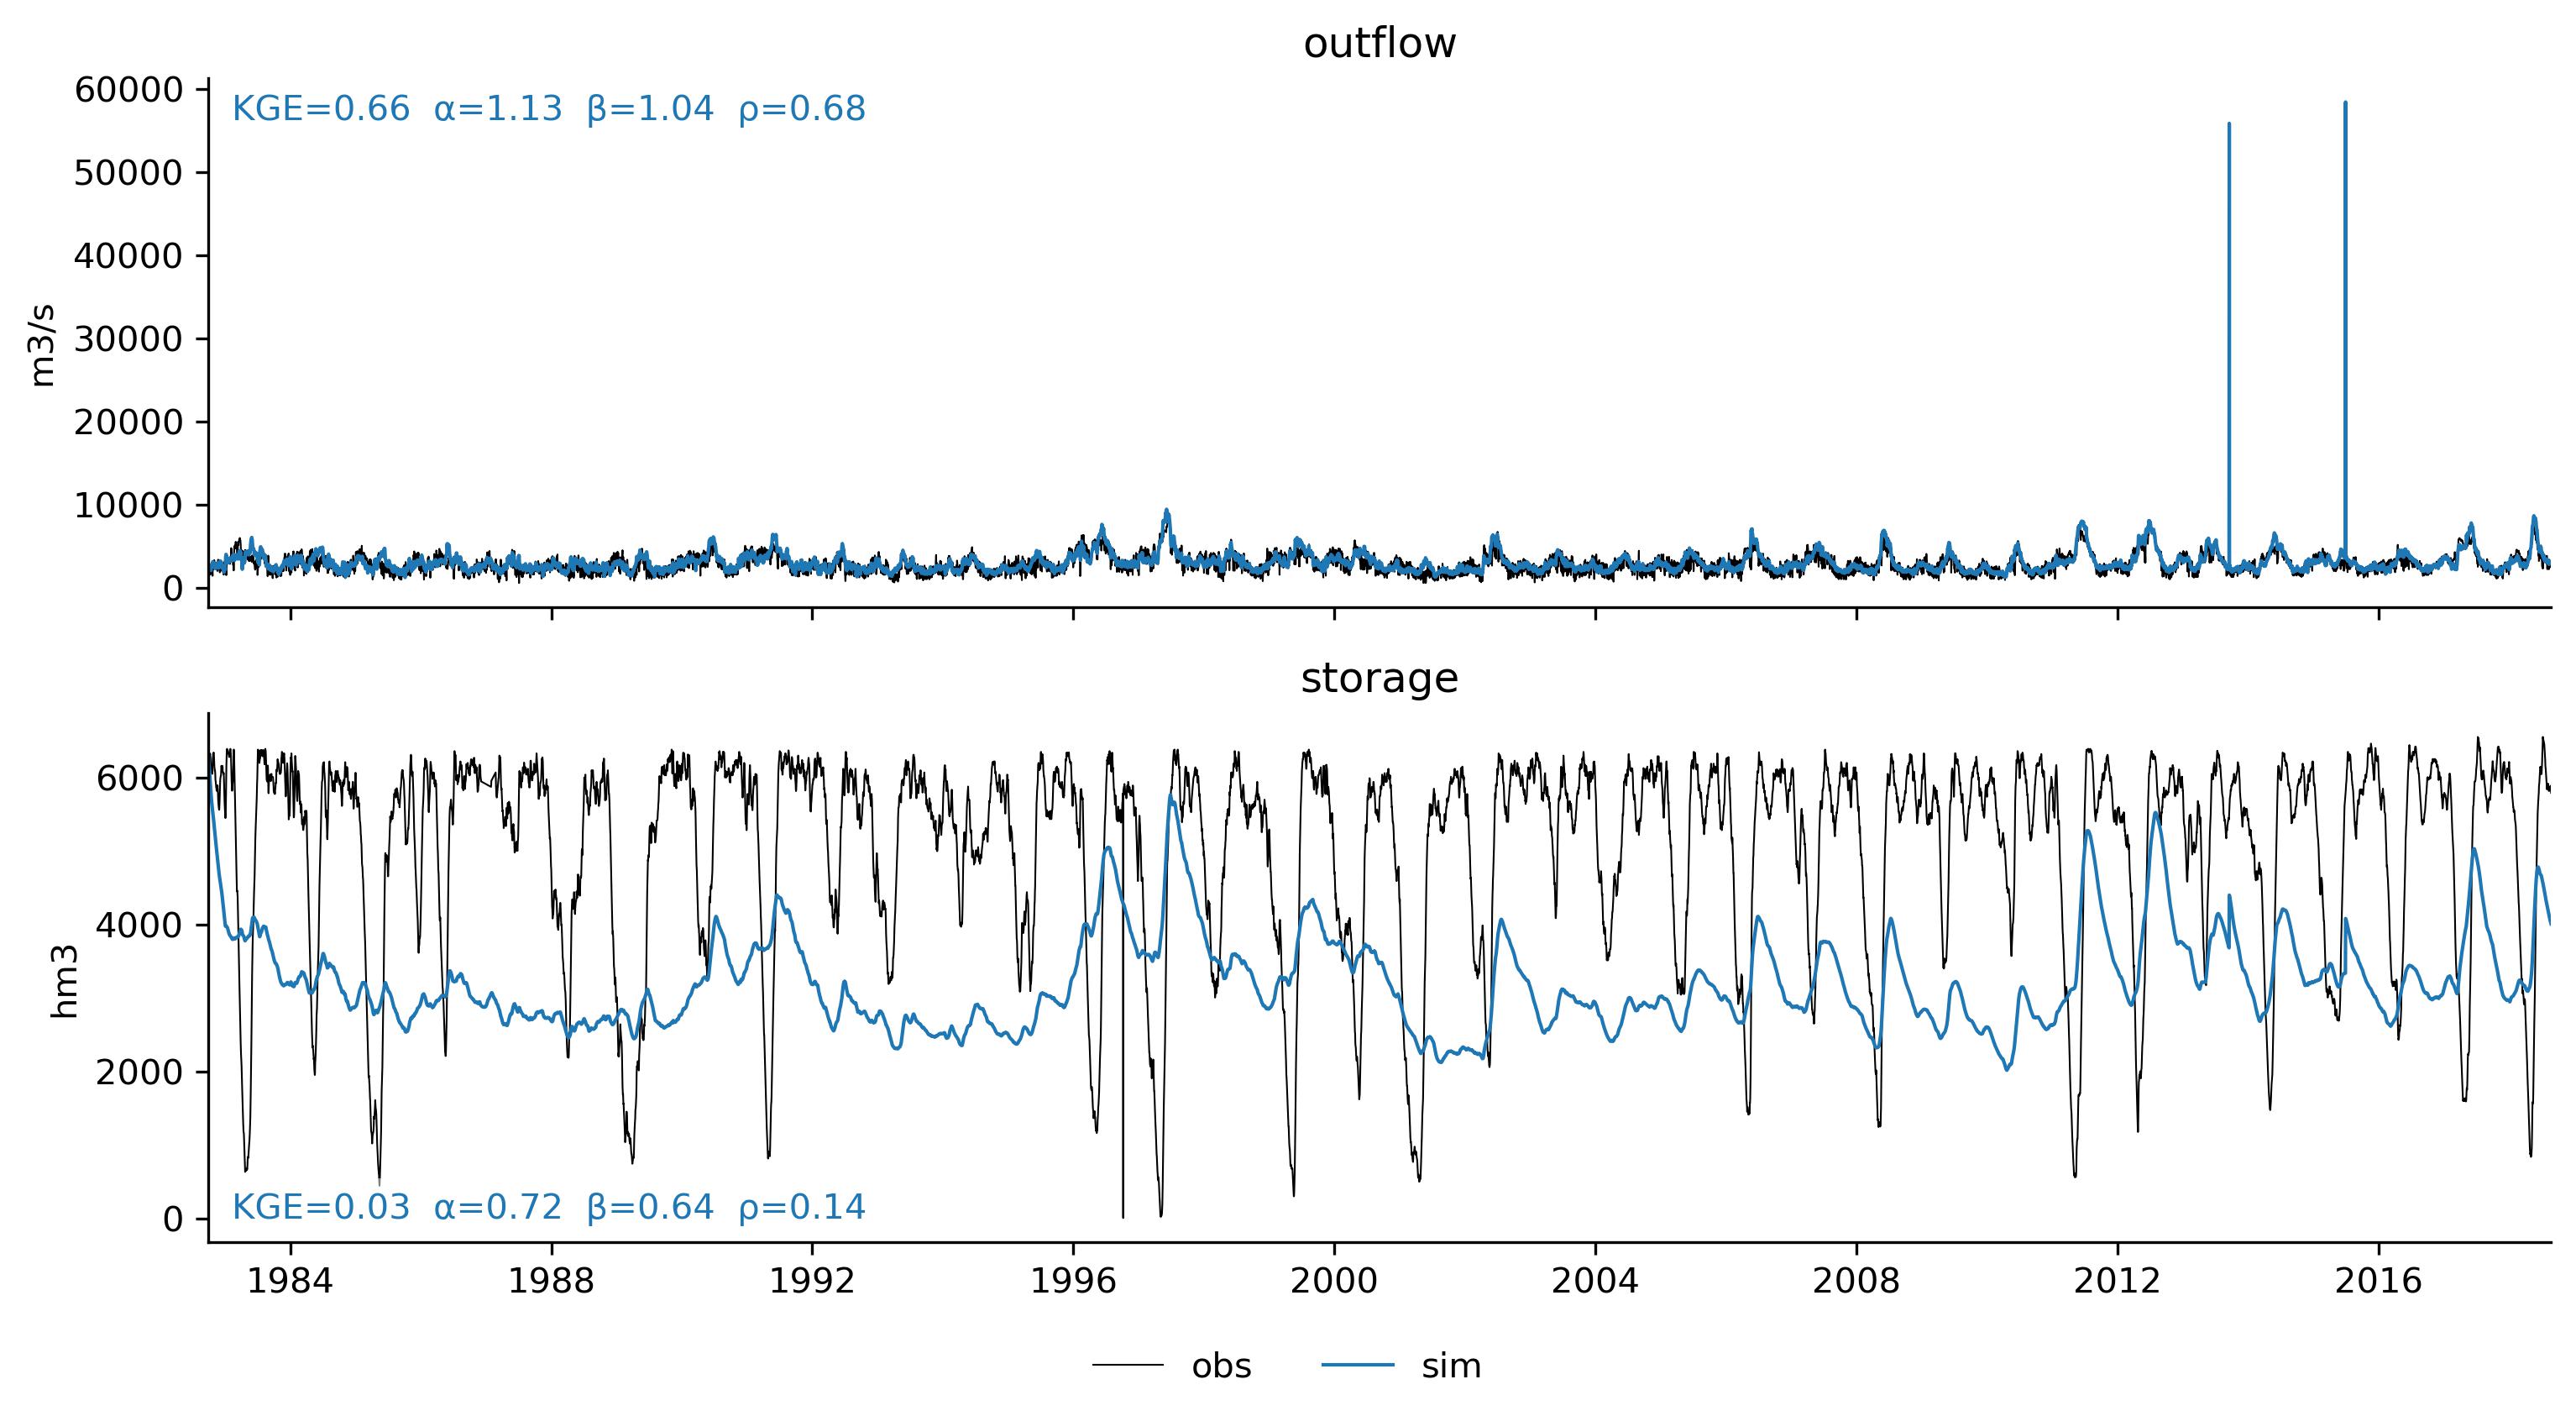 outflow
60000
50000
40000
30000
20000
10000
0
m3/s
KGE=0.66 α=1.13 β=1.04 ρ=0.68
storage
6000
4000
2000
0
hm3
KGE=0.03 α=0.72 β=0.64 ρ=0.14
1984 1988 1992 1996 2000 2004 2008 2012 2016
obs sim